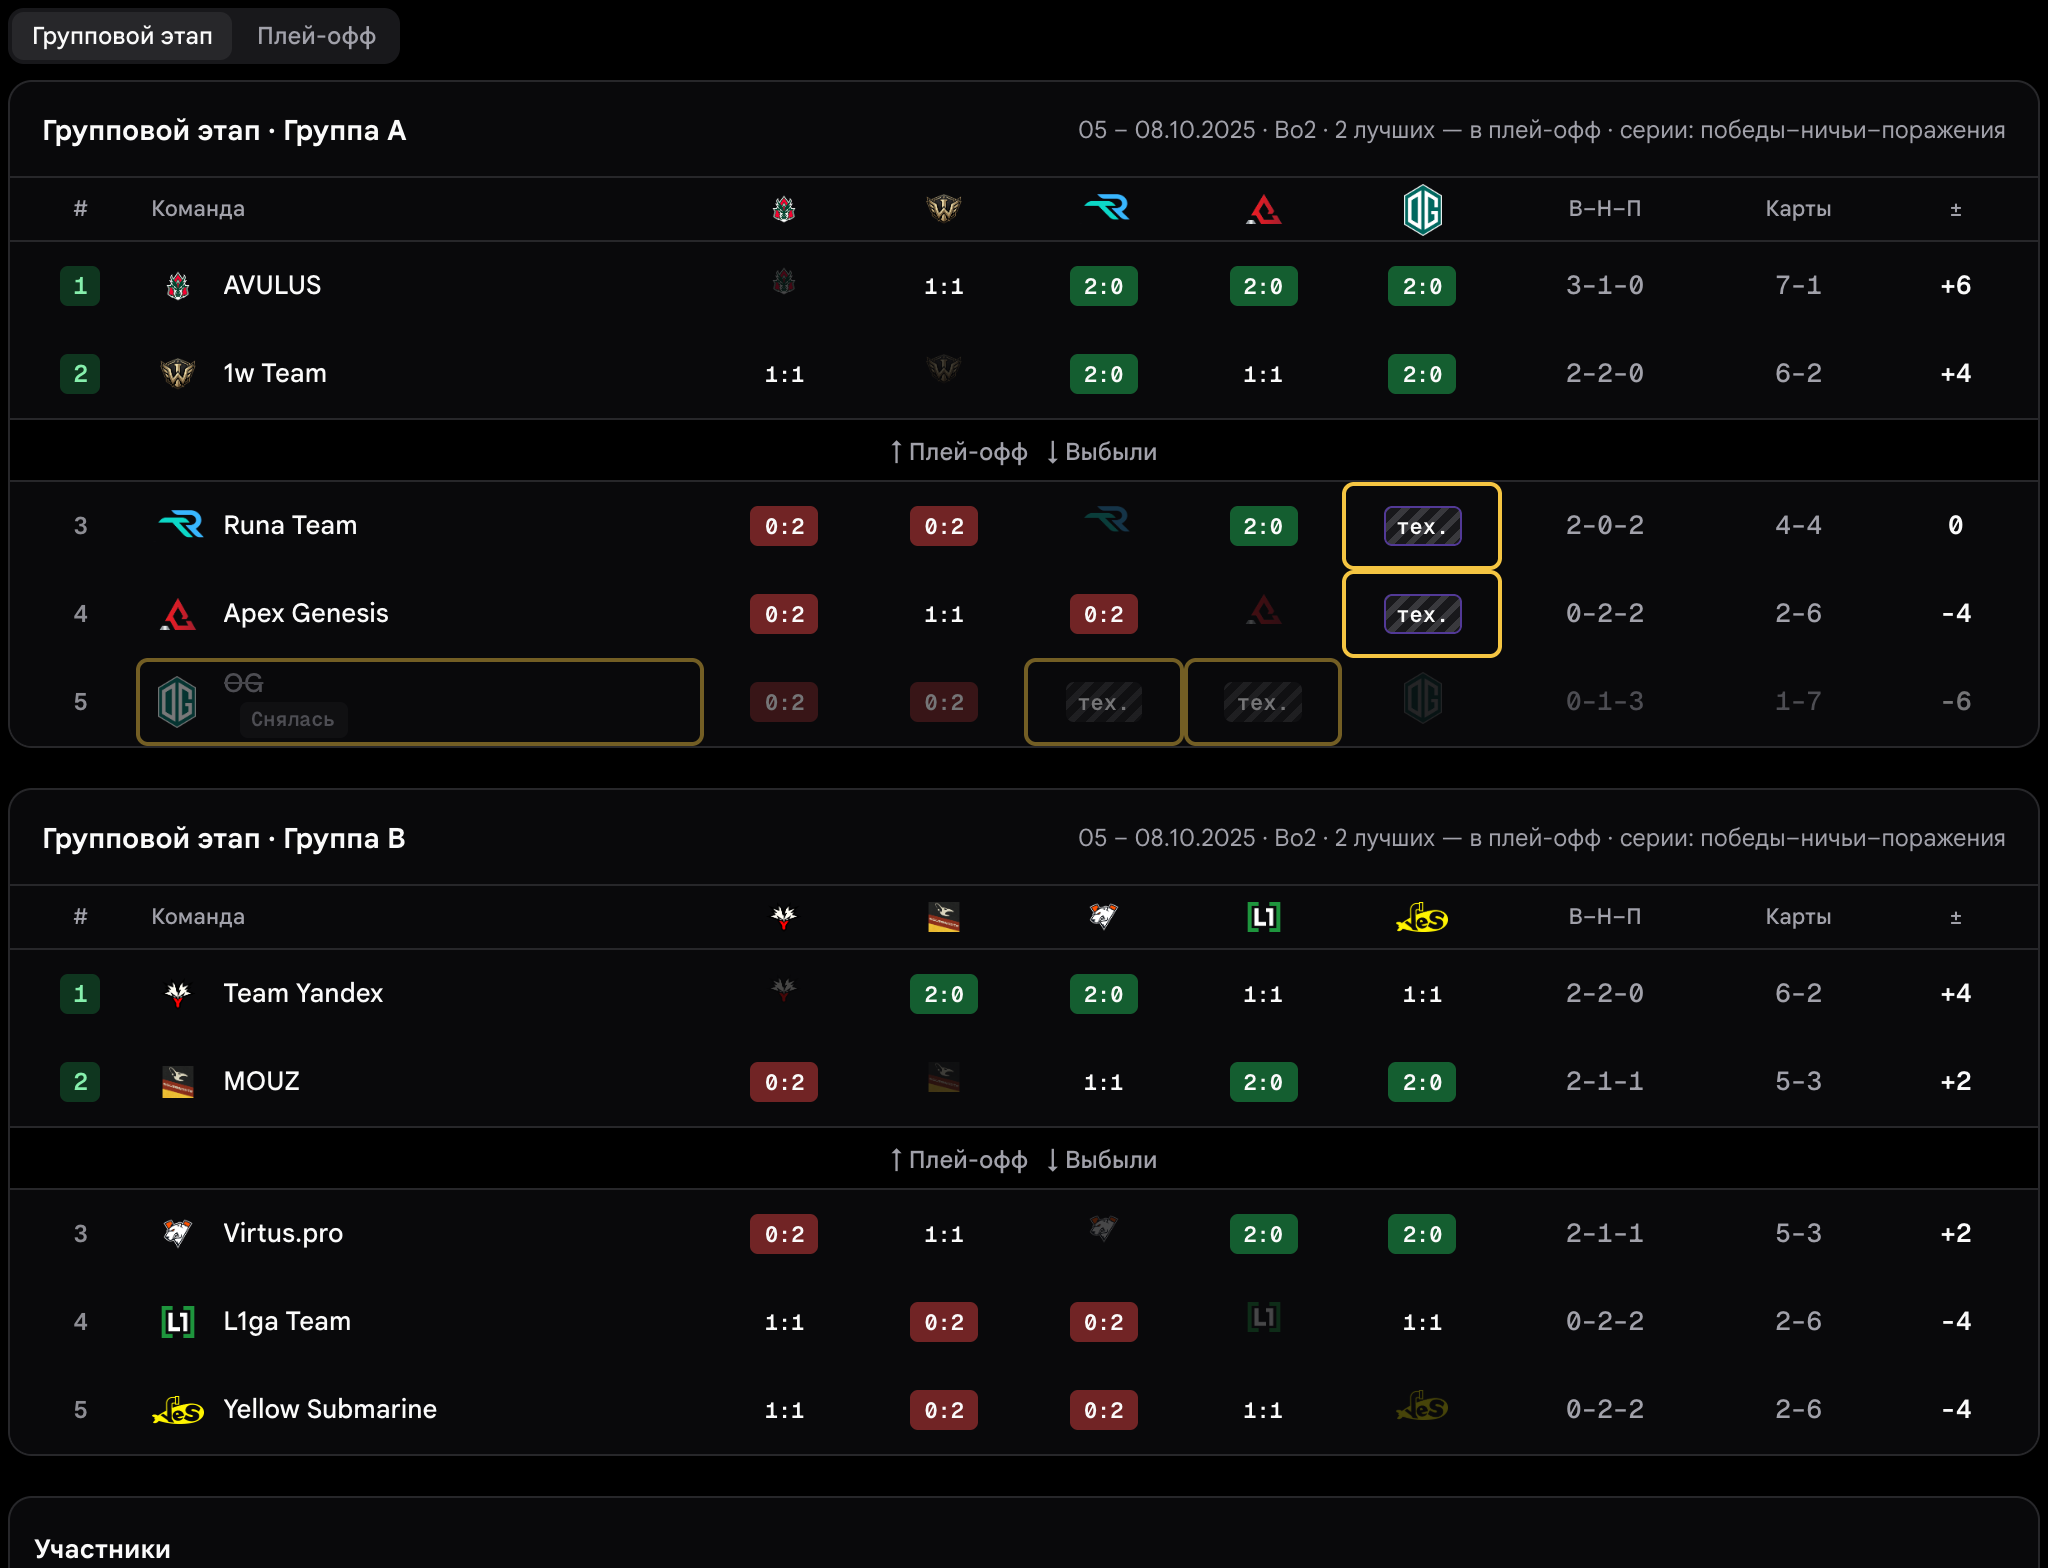 Групповой этап Плей-офф
Групповой этап · Группа A 05 – 08.10.2025 · Bo2 · 2 лучших — в плей-офф · серии: победы–ничьи–поражения
# Команда OG В–Н–П Карты ±
1 AVULUS 1:1 2:0 2:0 2:0 3-1-0 7-1 +6
2 1w Team 1:1 2:0 1:1 2:0 2-2-0 6-2 +4
↑ Плей-офф ↓ Выбыли
3 Runa Team 0:2 0:2 2:0 тех. 2-0-2 4-4 0
4 Apex Genesis 0:2 1:1 0:2 тех. 0-2-2 2-6 -4
5 OG Снялась 0:2 0:2 тех. тех. 0-1-3 1-7 -6
Групповой этап · Группа B 05 – 08.10.2025 · Bo2 · 2 лучших — в плей-офф · серии: победы–ничьи–поражения
# Команда L1 В–Н–П Карты ±
1 Team Yandex 2:0 2:0 1:1 1:1 2-2-0 6-2 +4
2 MOUZ 0:2 1:1 2:0 2:0 2-1-1 5-3 +2
↑ Плей-офф ↓ Выбыли
3 Virtus.pro 0:2 1:1 2:0 2:0 2-1-1 5-3 +2
4 L1ga Team 1:1 0:2 0:2 1:1 0-2-2 2-6 -4
5 Yellow Submarine 1:1 0:2 0:2 1:1 0-2-2 2-6 -4
Участники